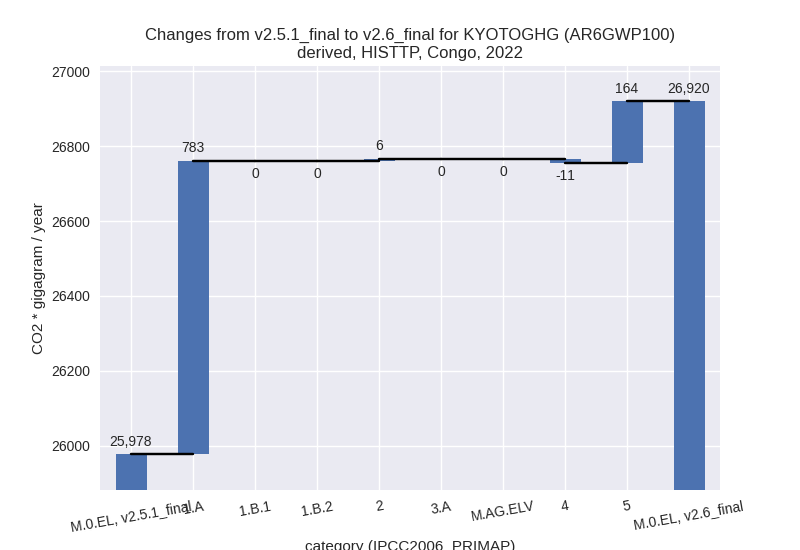 Changes from v2.5.1_final to v2.6_final for KYOTOGHG (AR6GWP100)
derived, HISTTP, Congo, 2022
CO2 * gigagram / year
27000
26800
26600
26400
26200
26000
25,978
783
0
0
6
0
0
-11
164
26,920
M.0.EL, v2.5.1_final
1.A
1.B.1
1.B.2
2
3.A
M.AG.ELV
4
5
M.0.EL, v2.6_final
category (IPCC2006_PRIMAP)